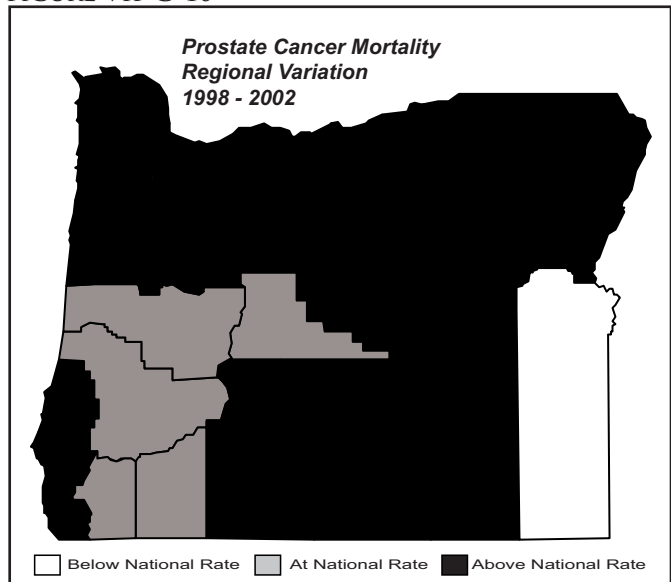 Prostate Cancer Mortality
Regional Variation
1998 - 2002
Below National Rate At National Rate Above National Rate